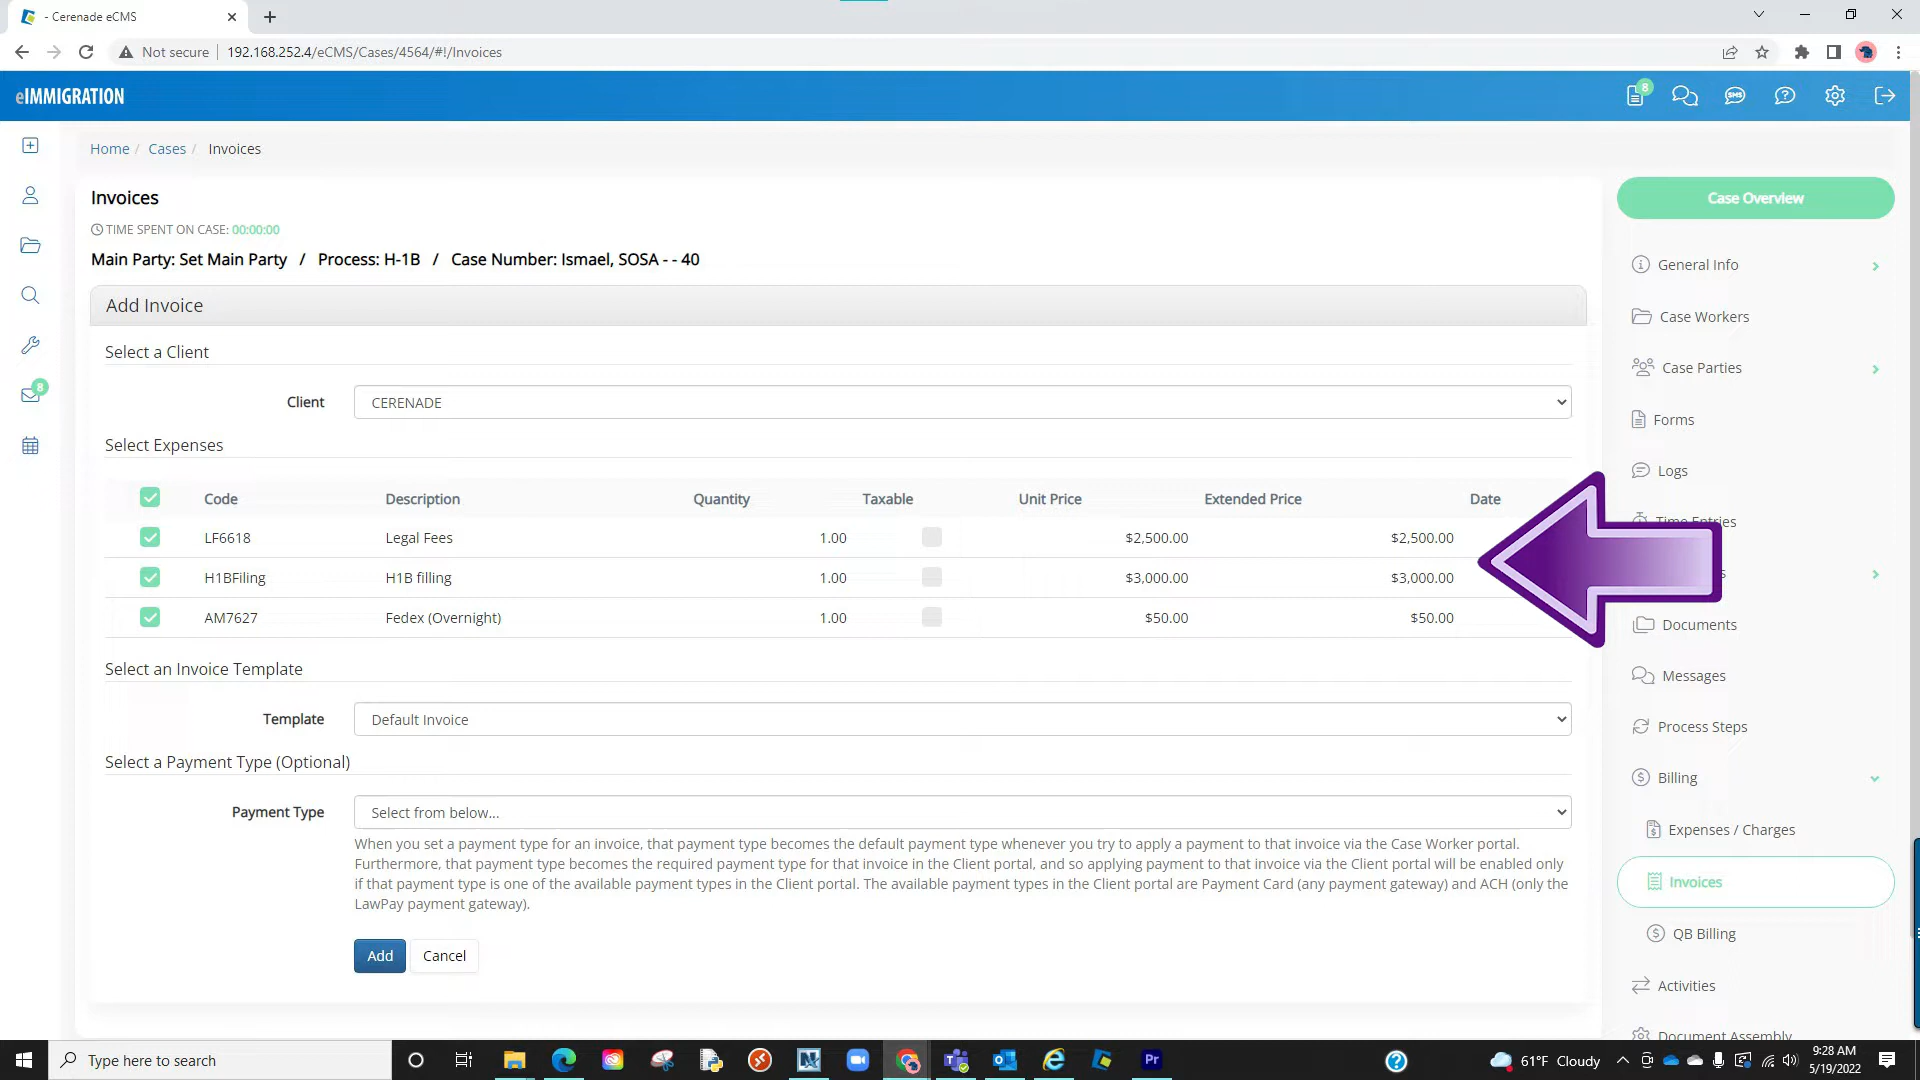 - Cerenade eCMS
Not secure
192.168.252.4/eCMS/Cases/4564/#!/Invoices
eIMMIGRATION
8
SMS
Home / Cases / Invoices
Invoices
TIME SPENT ON CASE: 00:00:00
Main Party: Set Main Party / Process: H-1B / Case Number: Ismael, SOSA - - 40
Add Invoice
Select a Client
Client CERENADE
Select Expenses
Code Description Quantity Taxable Unit Price Extended Price Date
LF6618 Legal Fees 1.00 $2,500.00 $2,500.00
H1BFiling H1B filling 1.00 $3,000.00 $3,000.00
AM7627 Fedex (Overnight) 1.00 $50.00 $50.00
Select an Invoice Template
Template Default Invoice
Select a Payment Type (Optional)
Payment Type Select from below...
When you set a payment type for an invoice, that payment type becomes the default payment type whenever you try to apply a payment to that invoice via the Case Worker portal.
Furthermore, that payment type becomes the required payment type for that invoice in the Client portal, and so applying payment to that invoice via the Client portal will be enabled only
if that payment type is one of the available payment types in the Client portal. The available payment types in the Client portal are Payment Card (any payment gateway) and ACH (only the
LawPay payment gateway).
Add Cancel
8
Case Overview
General Info
Case Workers
Case Parties
Forms
Logs
Time Entries
Documents
Messages
Process Steps
Billing
Expenses / Charges
Invoices
QB Billing
Activities
Document Assembly
Type here to search
Pr
61°F Cloudy
9:28 AM
5/19/2022